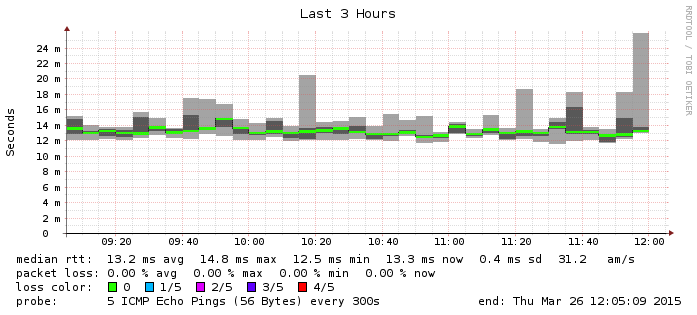 Last 3 Hours
RRDTOOL / TOBI OETIKER
Seconds
24 m
22 m
20 m
18 m
16 m
14 m
12 m
10 m
8 m
6 m
4 m
2 m
0
09:20 09:40 10:00 10:20 10:40 11:00 11:20 11:40 12:00
median rtt: 13.2 ms avg 14.8 ms max 12.5 ms min 13.3 ms now 0.4 ms sd 31.2 am/s
packet loss: 0.00 % avg 0.00 % max 0.00 % min 0.00 % now
loss color: 0 1/5 2/5 3/5 4/5
probe: 5 ICMP Echo Pings (56 Bytes) every 300s end: Thu Mar 26 12:05:09 2015